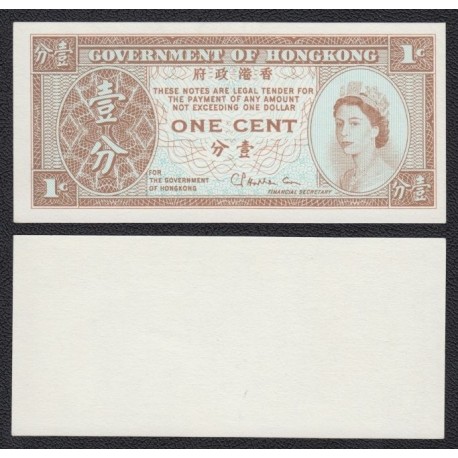 分壹
GOVERNMENT OF HONGKONG
1¢
府政港香
壹分
THESE NOTES ARE LEGAL TENDER FOR
THE PAYMENT OF ANY AMOUNT
NOT EXCEEDING ONE DOLLAR
ONE CENT
分壹
FOR
THE GOVERNMENT
OF HONGKONG
FINANCIAL SECRETARY
1¢
分壹